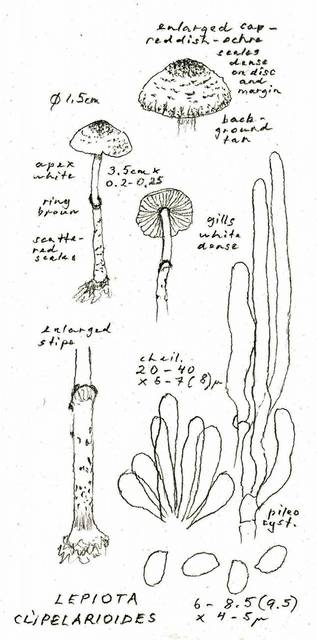 enlarged cap-
reddish-ochre
scales
dense
on disc
and
margin
back-
ground
tan
Ø 1,5cm
apex
white
3.5cm x
0.2-0,25
ring
brown
scatte-
red
scales
gills
white
dense
enlarged
stipe
cheil.
20-40
x 6-7(8)µ
pileo
cyst.
LEPIOTA
CLIPELARIOIDES
6-8.5(9.5)
x 4-5µ